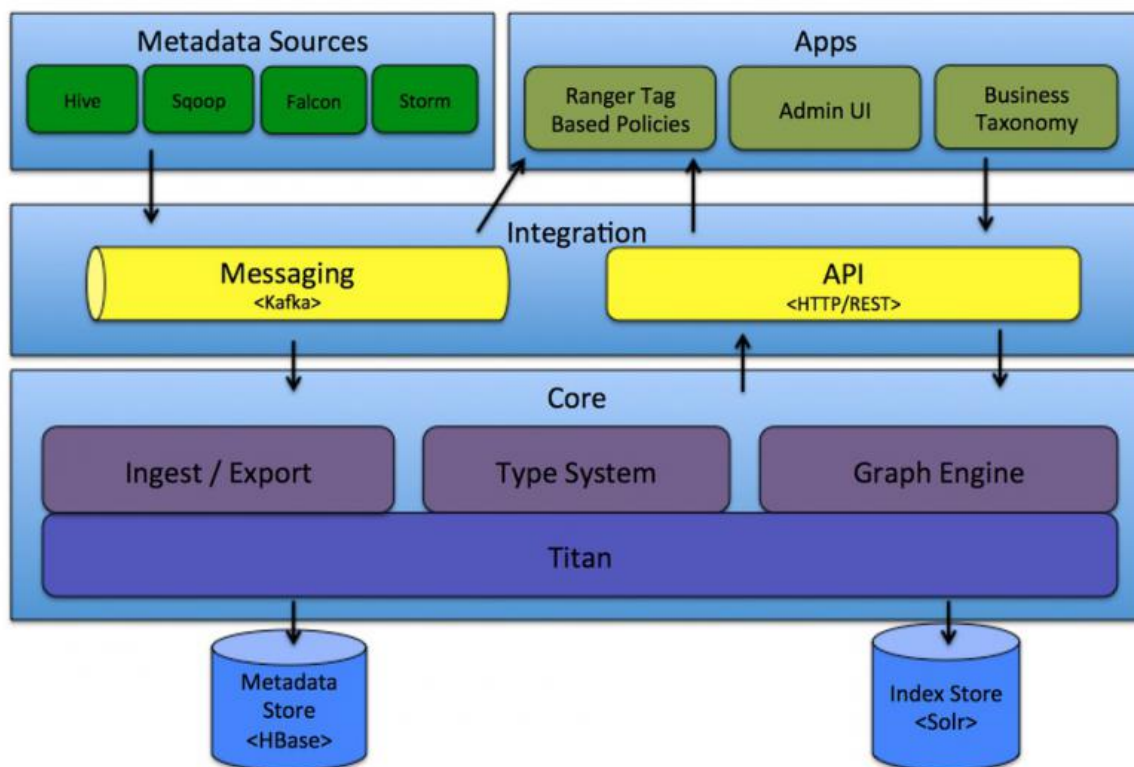 Metadata Sources
Hive
Sqoop
Falcon
Storm
Apps
Ranger Tag
Based Policies
Admin UI
Business
Taxonomy
Integration
Messaging
<Kafka>
API
<HTTP/REST>
Core
Ingest / Export
Type System
Graph Engine
Titan
Metadata
Store
<HBase>
Index Store
<Solr>